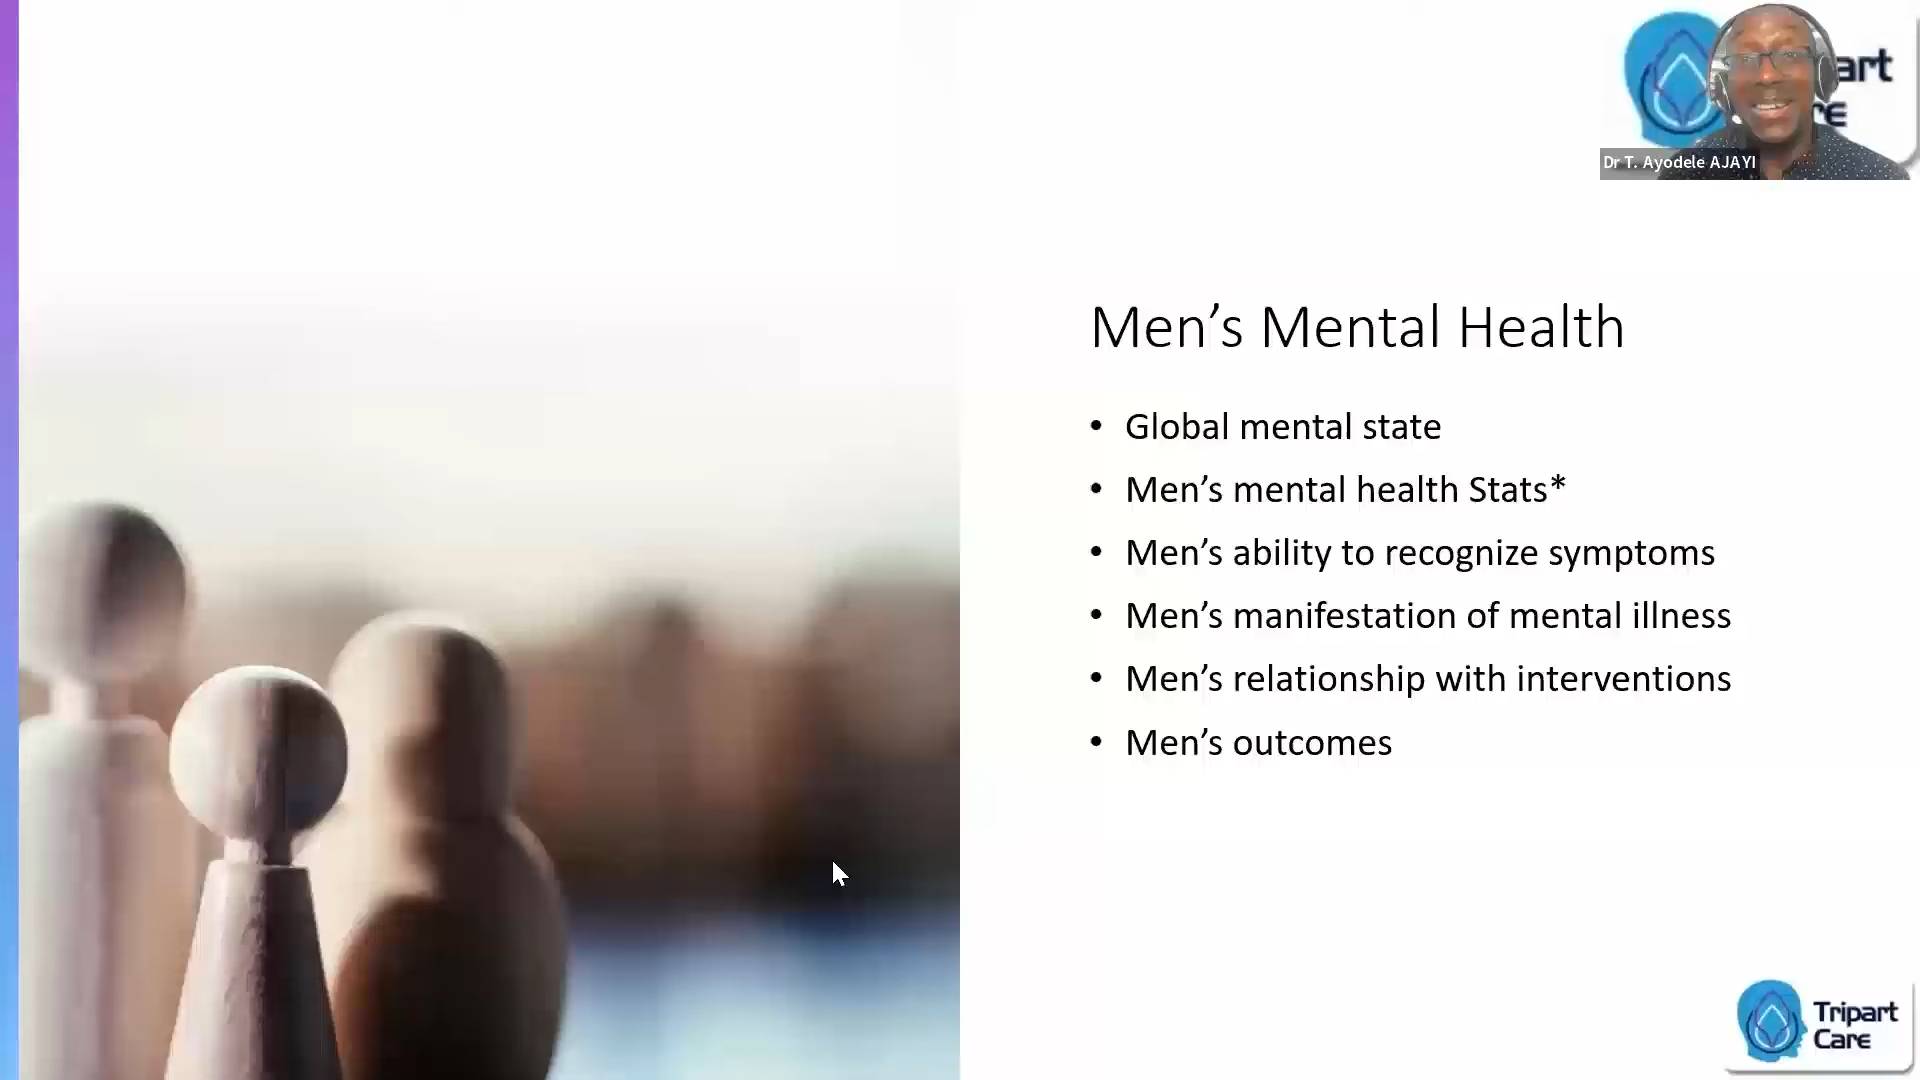 art
Dr T. Ayodele AJAYI
Men’s Mental Health
• Global mental state
• Men’s mental health Stats*
• Men’s ability to recognize symptoms
• Men’s manifestation of mental illness
• Men’s relationship with interventions
• Men’s outcomes
Tripart
Care